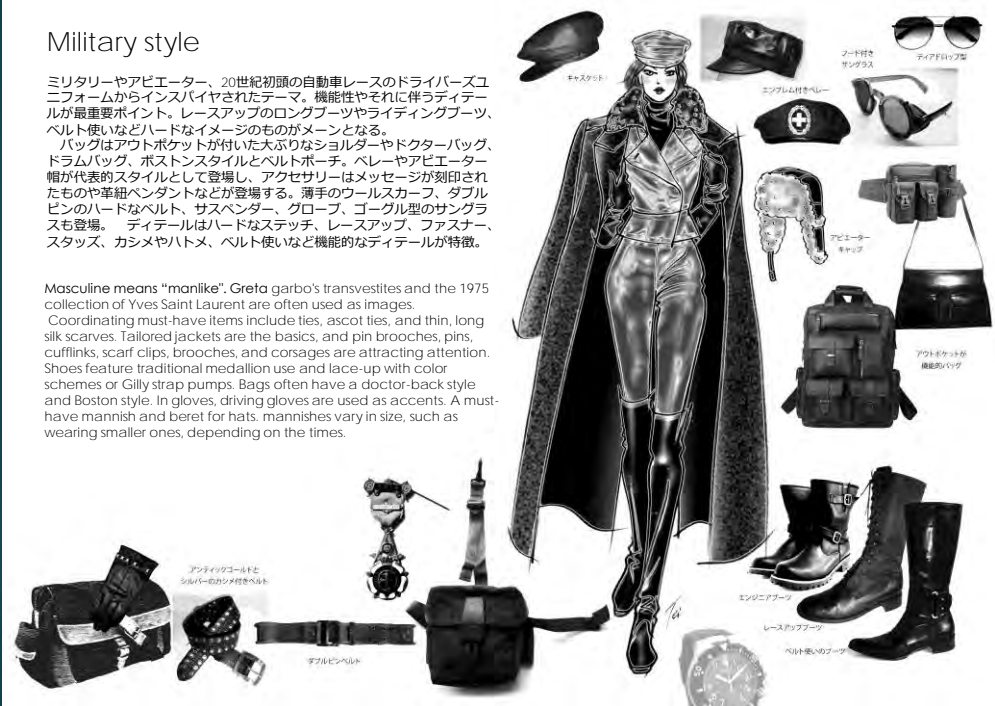 Military style
ミリタリーやアビエーター、20世紀初頭の自動車レースのドライバーズユ
ニフォームからインスパイヤされたテーマ。機能性やそれに伴うディテー
ルが最重要ポイント。レースアップのロングブーツやライディングブーツ、
ベルト使いなどハードなイメージのものがメーンとなる。
バッグはアウトポケットが付いた大ぶりなショルダーやドクターバッグ、
ドラムバッグ、ボストンスタイルとベルトポーチ。ベレーやアビエーター
帽が代表的スタイルとして登場し、アクセサリーはメッセージが刻印され
たものや革紐ペンダントなどが登場する。薄手のウールスカーフ、ダブル
ピンのハードなベルト、サスペンダー、グローブ、ゴーグル型のサングラ
スも登場。　ディテールはハードなステッチ、レースアップ、ファスナー、
スタッズ、カシメやハトメ、ベルト使いなど機能的なディテールが特徴。
Masculine means “manlike". Greta garbo's transvestites and the 1975
collection of Yves Saint Laurent are often used as images.
Coordinating must-have items include ties, ascot ties, and thin, long
silk scarves. Tailored jackets are the basics, and pin brooches, pins,
cufflinks, scarf clips, brooches, and corsages are attracting attention.
Shoes feature traditional medallion use and lace-up with color
schemes or Gilly strap pumps. Bags often have a doctor-back style
and Boston style. In gloves, driving gloves are used as accents. A must-
have mannish and beret for hats. mannishes vary in size, such as
wearing smaller ones, depending on the times.
キャスケット
エンブレム付きベレー
フード付き
サングラス
ティアドロップ型
アビエーター
キャップ
アウトポケットが
機能的バッグ
アンティックゴールドと
シルバーのカシメ付きベルト
ダブルピンベルト
エンジニアブーツ
レースアップブーツ
ベルト使いのブーツ